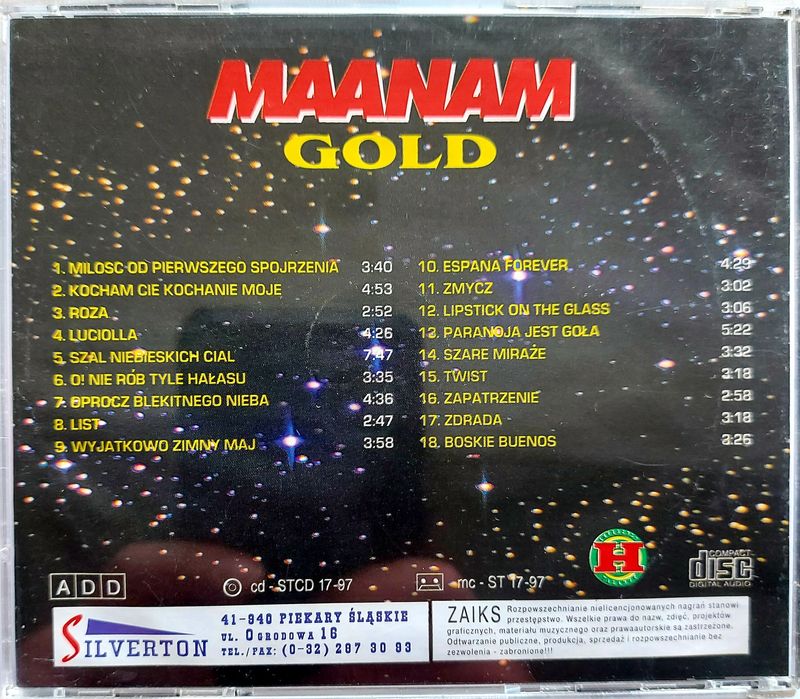 MAANAM
GOLD
1. MILOSC OD PIERWSZEGO SPOJRZENIA 3:40
2. KOCHAM CIE KOCHANIE MOJE 4:53
3. ROZA 2:52
4. LUCIOLLA 4:26
5. SZAL NIEBIESKICH CIAL 7:47
6. O! NIE RÓB TYLE HAŁASU 3:35
7. OPROCZ BLEKITNEGO NIEBA 4:36
8. LIST 2:47
9. WYJATKOWO ZIMNY MAJ 3:58
10. ESPANA FOREVER 4:29
11. ZMYCZ 3:02
12. LIPSTICK ON THE GLASS 3:06
13. PARANOJA JEST GOŁA 5:22
14. SZARE MIRAŻE 3:32
15. TWIST 3:18
16. ZAPATRZENIE 2:58
17. ZDRADA 3:18
18. BOSKIE BUENOS 3:26
ADD
cd - STCD 17-97
mc - ST 17-97
H
COMPACT
disc
DIGITAL AUDIO
SILVERTON
41-940 PIEKARY ŚLĄSKIE
UL. OGRODOWA 16
TEL./FAX: (0-32) 287 30 93
ZAIKS Rozpowszechnianie nielicencjonowanych nagrań stanowi
przestępstwo. Wszelkie prawa do nazw, zdjęć, projektów
graficznych, materiału muzycznego oraz prawaautorskie są zastrzeżone.
Odtwarzanie publiczne, produkcja, sprzedaż i rozpowszechnianie bez
zezwolenia - zabronione!!!